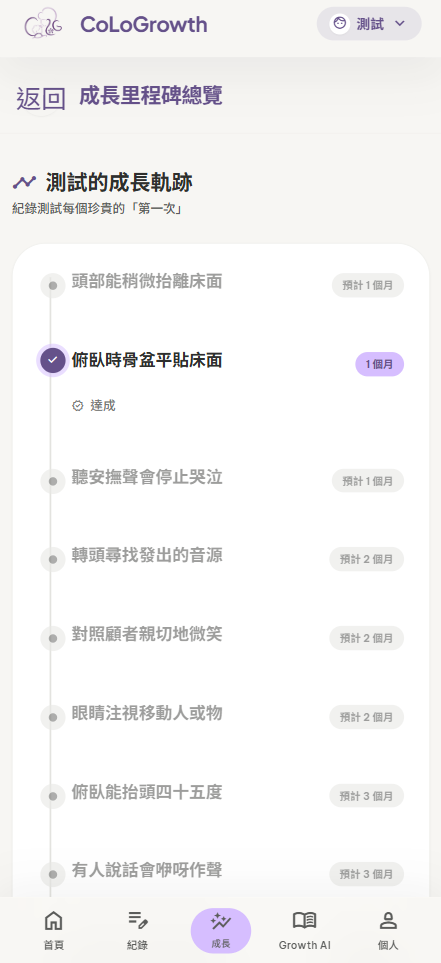 CoLoGrowth
測試
返回 成長里程碑總覽
測試的成長軌跡
紀錄測試每個珍貴的「第一次」
頭部能稍微抬離床面 預計 1 個月
俯臥時骨盆平貼床面 1 個月
達成
聽安撫聲會停止哭泣 預計 1 個月
轉頭尋找發出的音源 預計 2 個月
對照顧者親切地微笑 預計 2 個月
眼睛注視移動人或物 預計 2 個月
俯臥能抬頭四十五度 預計 3 個月
有人說話會咿呀作聲 預計 3 個月
首頁 紀錄 成長 Growth AI 個人